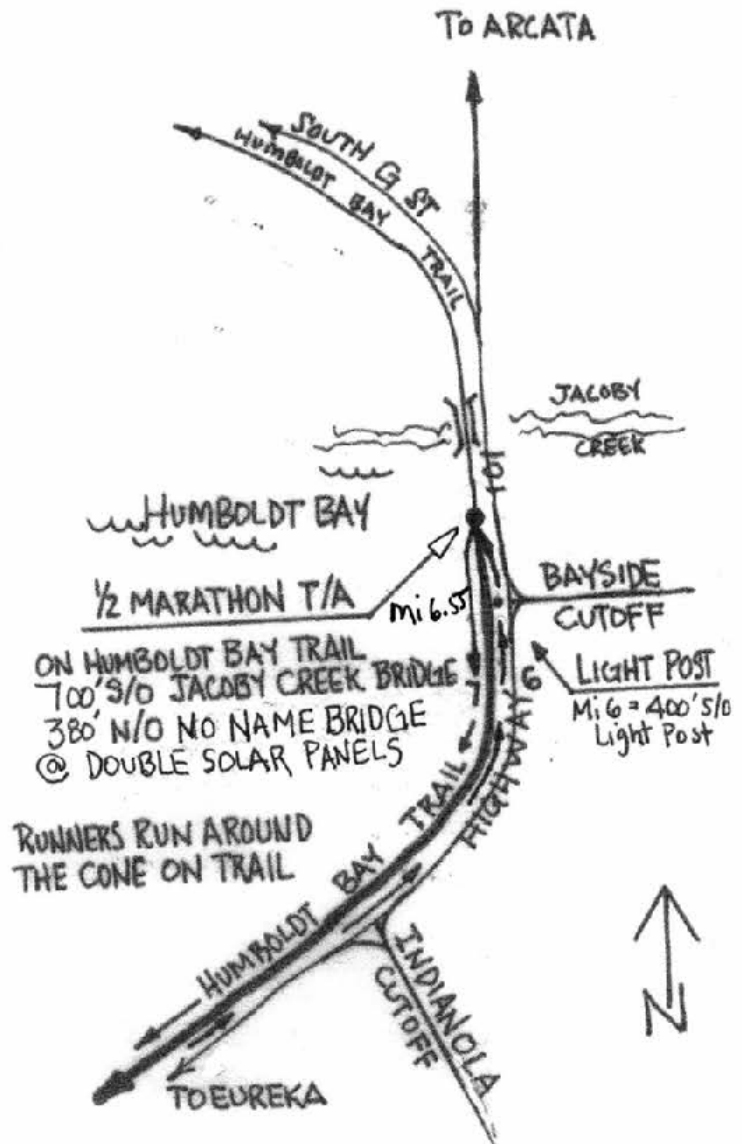 To ARCATA
SOUTH G ST
HUMBOLDT BAY TRAIL
JACOBY
CREEK
101
HUMBOLDT BAY
BAYSIDE
CUTOFF
1/2 MARATHON T/A
Mi 6.55
ON HUMBOLDT BAY TRAIL
700' S/O JACOBY CREEK BRIDGE
380' N/O NO NAME BRIDGE
@ DOUBLE SOLAR PANELS
7
6
LIGHT POST
Mi 6 = 400' S/O
Light Post
HIGHWAY
RUNNERS RUN AROUND
THE CONE ON TRAIL
HUMBOLDT BAY TRAIL
INDIANOLA
CUTOFF
TO EUREKA
N